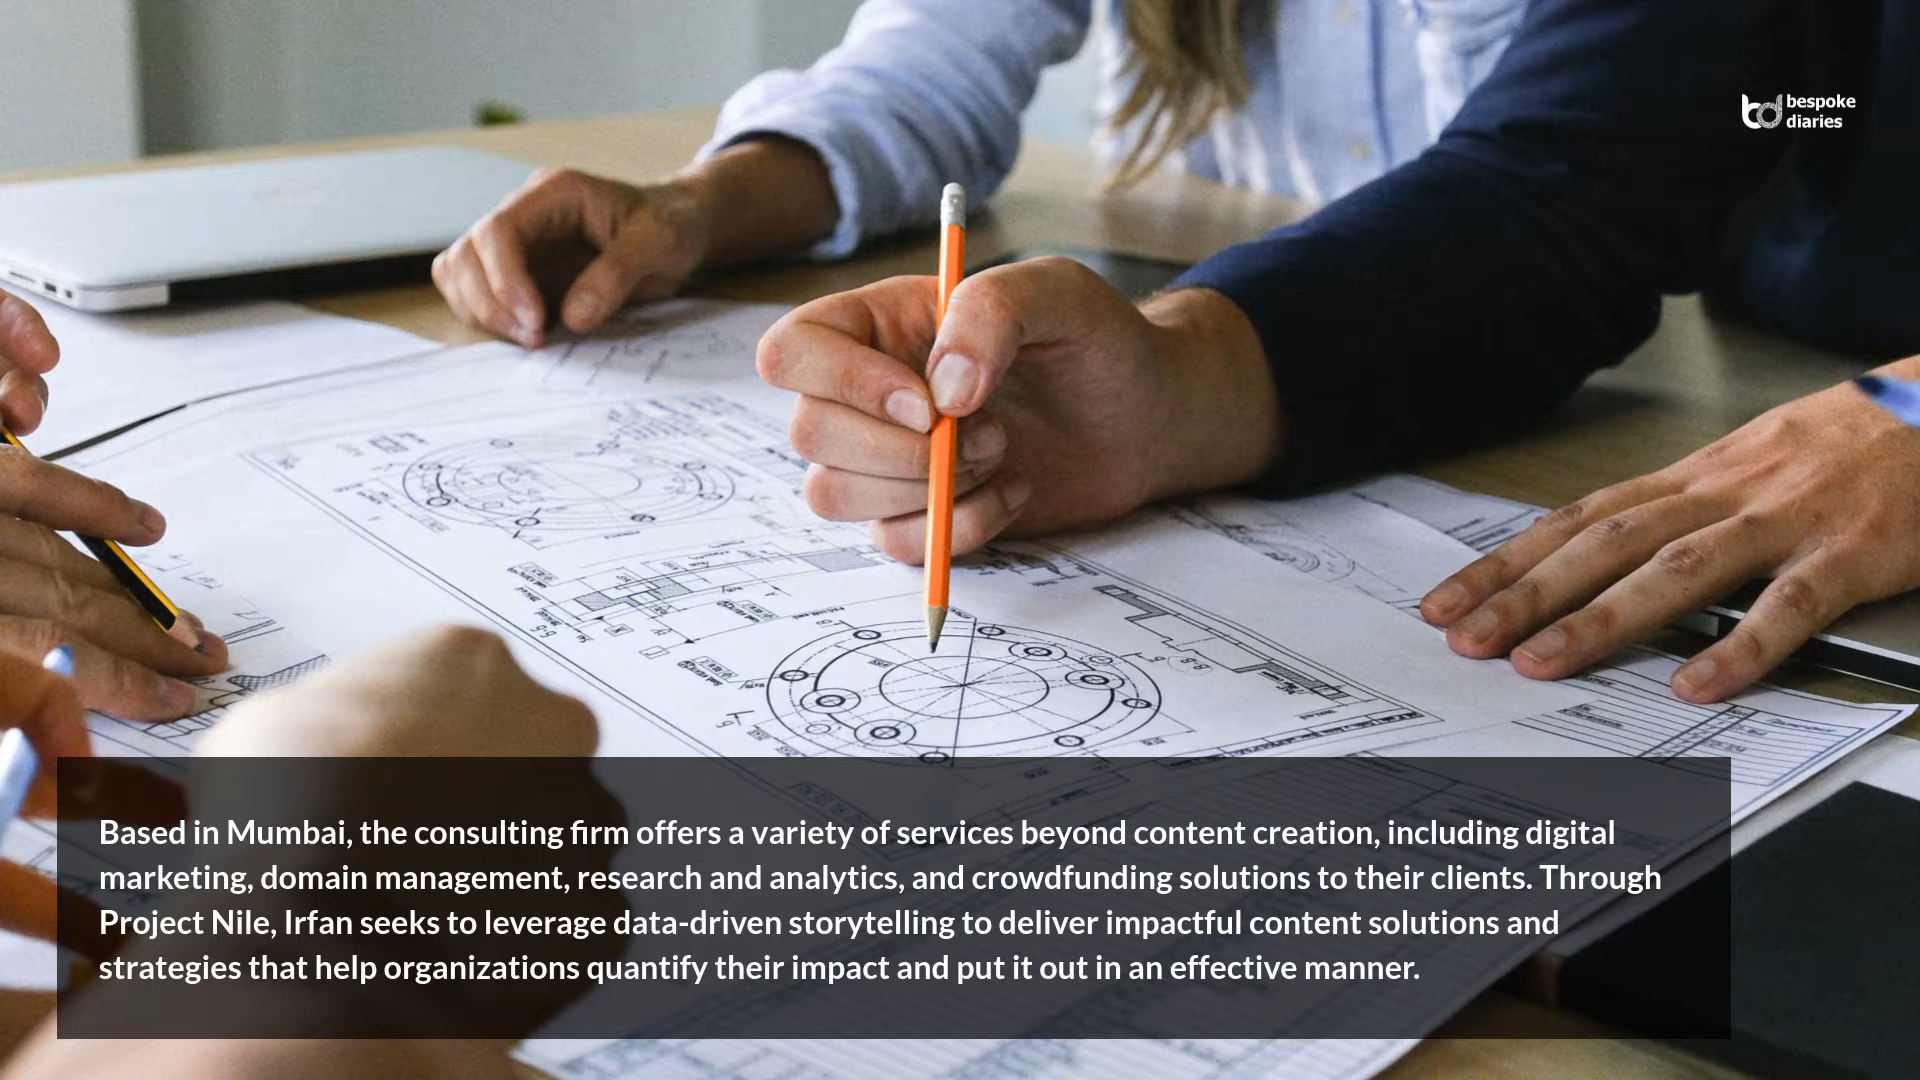 bespoke
diaries
Based in Mumbai, the consulting firm offers a variety of services beyond content creation, including digital
marketing, domain management, research and analytics, and crowdfunding solutions to their clients. Through
Project Nile, Irfan seeks to leverage data-driven storytelling to deliver impactful content solutions and
strategies that help organizations quantify their impact and put it out in an effective manner.